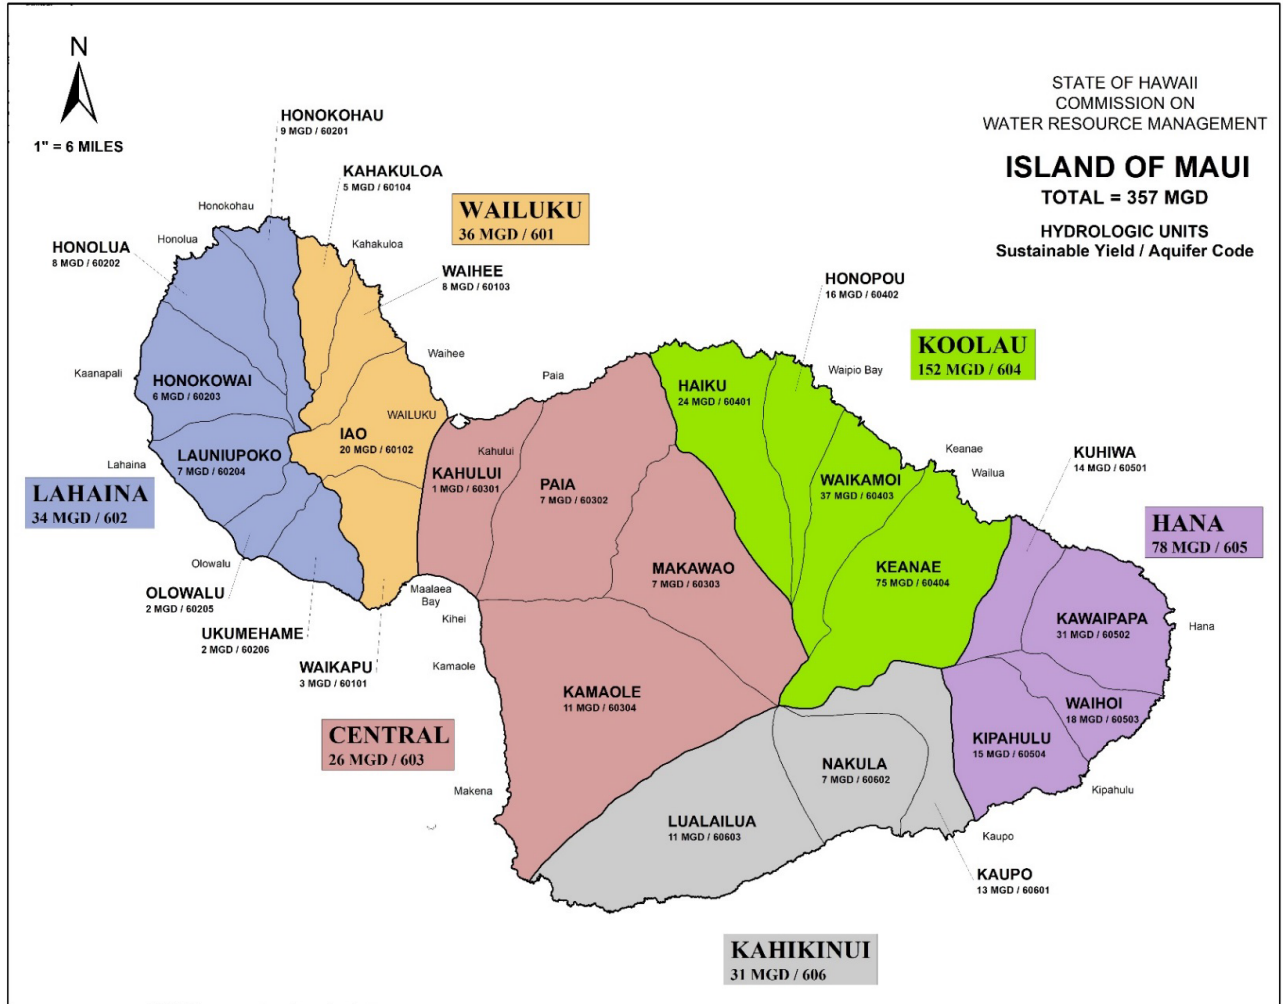 N
1" = 6 MILES
STATE OF HAWAII
COMMISSION ON
WATER RESOURCE MANAGEMENT
ISLAND OF MAUI
TOTAL = 357 MGD
HYDROLOGIC UNITS
Sustainable Yield / Aquifer Code
HONOKOHAU
9 MGD / 60201
KAHAKULOA
5 MGD / 60104
WAILUKU
36 MGD / 601
Honokohau
Honolua
Kahakuloa
HONOLUA
8 MGD / 60202
WAIHEE
8 MGD / 60103
HONOPOU
16 MGD / 60402
KOOLAU
152 MGD / 604
Waihee
Waipio Bay
Kaanapali
Paia
HONOKOWAI
6 MGD / 60203
HAIKU
24 MGD / 60401
WAILUKU
IAO
20 MGD / 60102
Kahului
Keanae
Wailua
KUHIWA
14 MGD / 60501
LAUNIUPOKO
7 MGD / 60204
Lahaina
KAHULUI
1 MGD / 60301
PAIA
7 MGD / 60302
WAIKAMOI
37 MGD / 60403
LAHAINA
34 MGD / 602
HANA
78 MGD / 605
Olowalu
MAKAWAO
7 MGD / 60303
KEANAE
75 MGD / 60404
OLOWALU
2 MGD / 60205
Maalaea
Bay
Kihei
UKUMEHAME
2 MGD / 60206
KAWAIPAPA
31 MGD / 60502
Hana
WAIKAPU
3 MGD / 60101
Kamaole
KAMAOLE
11 MGD / 60304
WAIHOI
18 MGD / 60503
CENTRAL
26 MGD / 603
KIPAHULU
15 MGD / 60504
NAKULA
7 MGD / 60602
Makena
Kipahulu
LUALAILUA
11 MGD / 60603
Kaupo
KAUPO
13 MGD / 60601
KAHIKINUI
31 MGD / 606